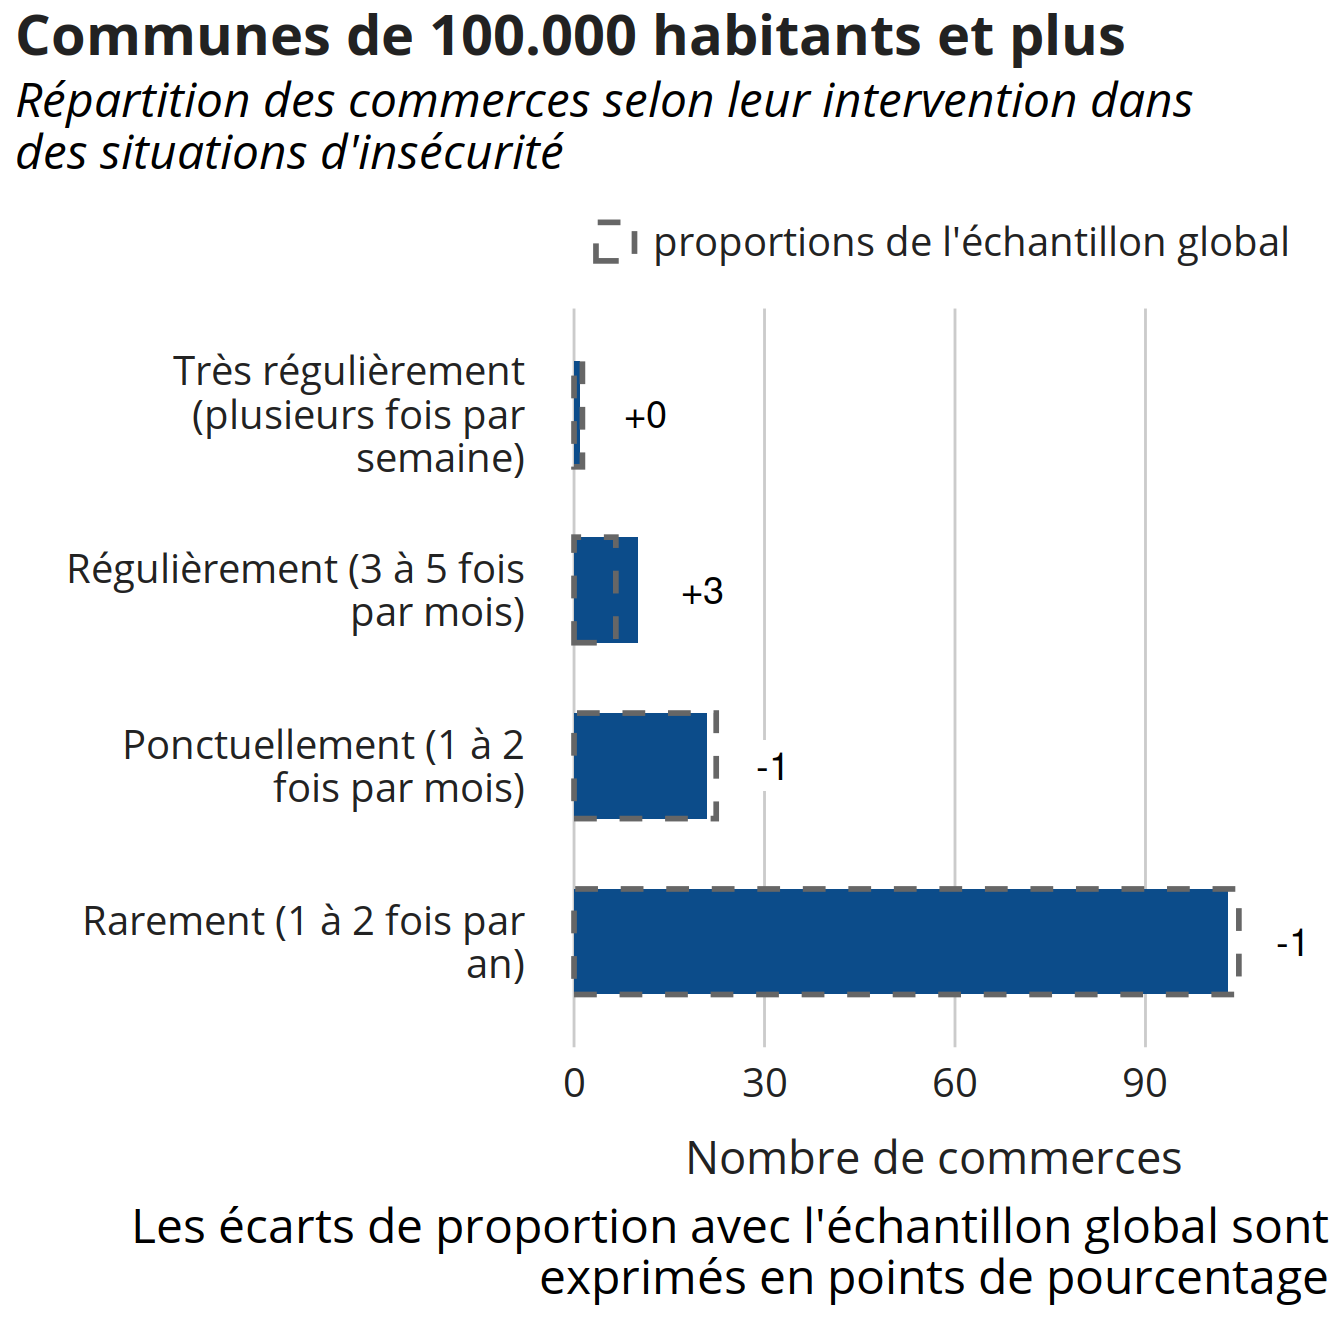 Communes de 100.000 habitants et plus
Répartition des commerces selon leur intervention dans
des situations d'insécurité
proportions de l'échantillon global
Très régulièrement
(plusieurs fois par
semaine)
+0
Régulièrement (3 à 5 fois
par mois)
+3
Ponctuellement (1 à 2
fois par mois)
-1
Rarement (1 à 2 fois par
an)
-1
0 30 60 90
Nombre de commerces
Les écarts de proportion avec l'échantillon global sont
exprimés en points de pourcentage